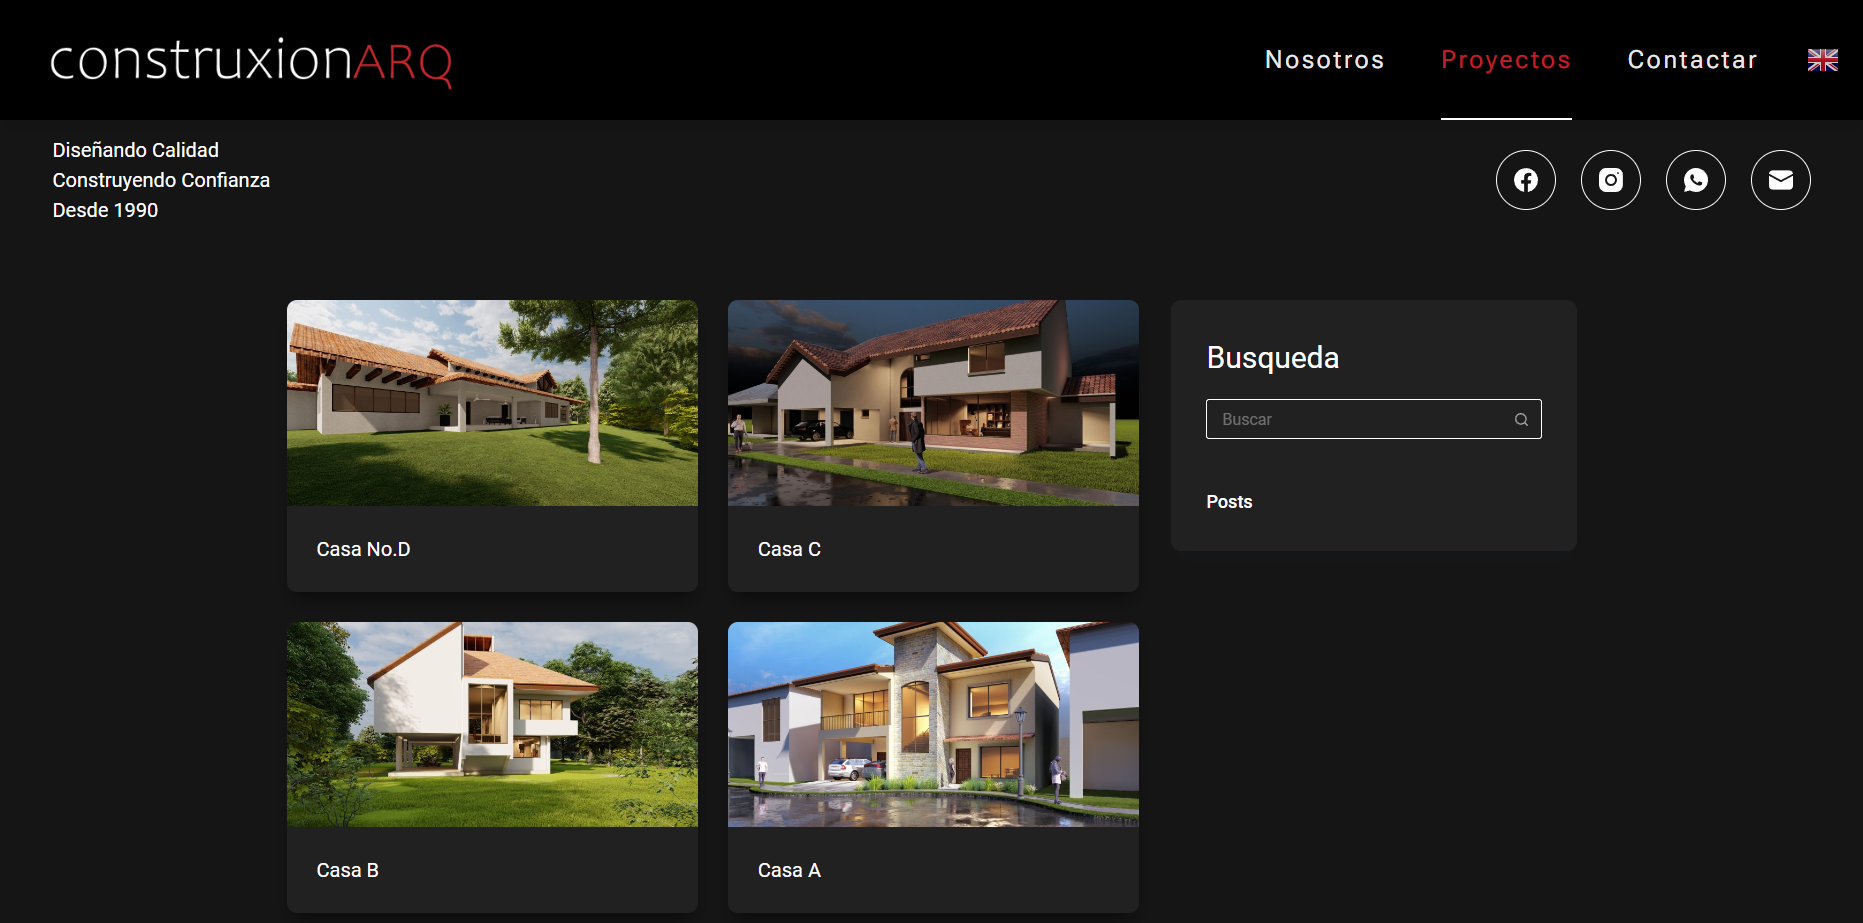 construxionARQ
Nosotros
Proyectos
Contactar
Diseñando Calidad
Construyendo Confianza
Desde 1990
Casa No.D
Casa C
Busqueda
Buscar
Posts
Casa B
Casa A